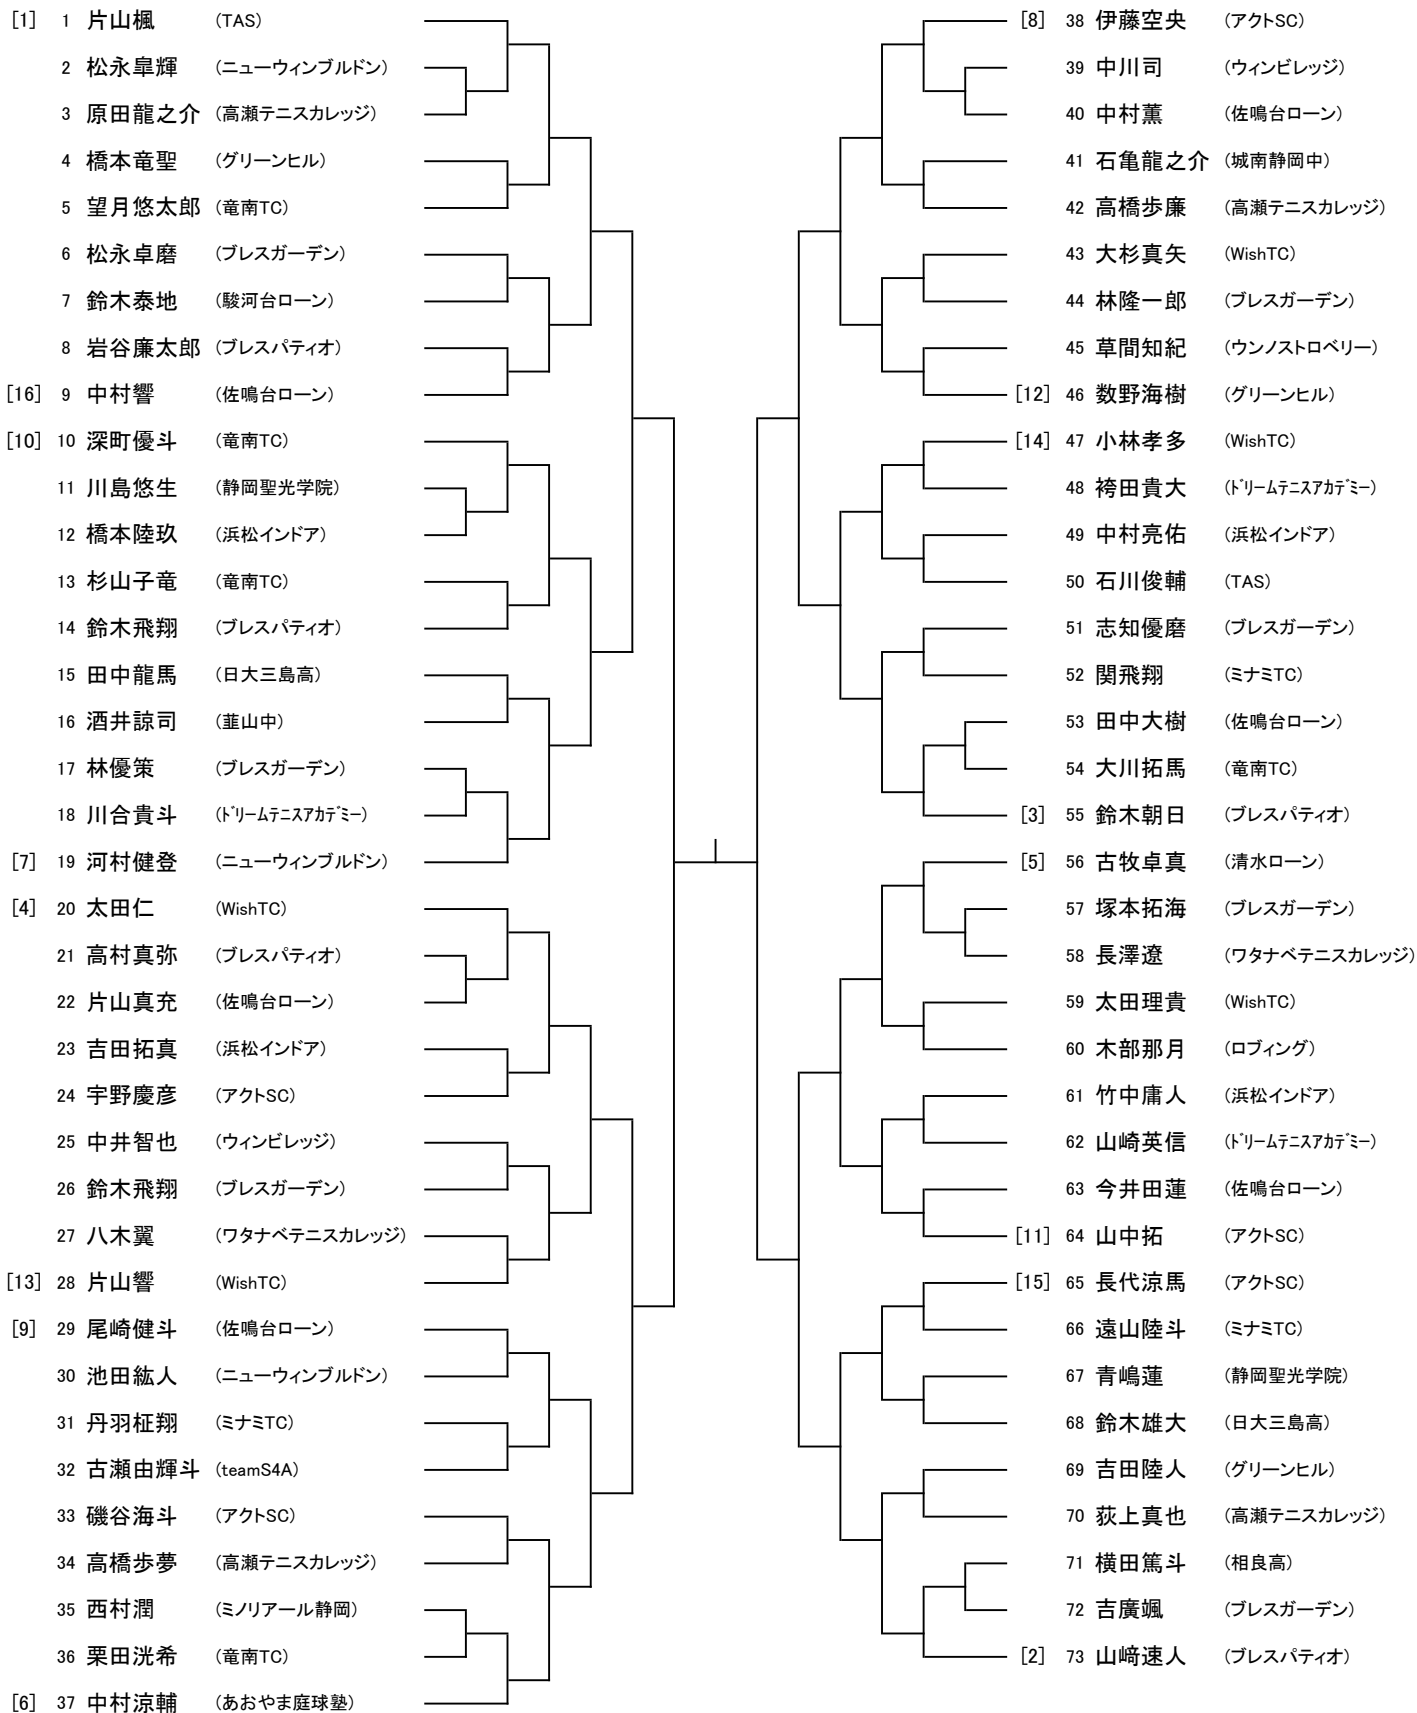 [1] 1 片山楓 (TAS)
2 松永皐輝 (ニューウィンブルドン)
3 原田龍之介 (高瀬テニスカレッジ)
4 橋本竜聖 (グリーンヒル)
5 望月悠太郎 (竜南TC)
6 松永卓磨 (ブレスガーデン)
7 鈴木泰地 (駿河台ローン)
8 岩谷廉太郎 (ブレスパティオ)
[16] 9 中村響 (佐鳴台ローン)
[10] 10 深町優斗 (竜南TC)
11 川島悠生 (静岡聖光学院)
12 橋本陸玖 (浜松インドア)
13 杉山子竜 (竜南TC)
14 鈴木飛翔 (ブレスパティオ)
15 田中龍馬 (日大三島高)
16 酒井諒司 (韮山中)
17 林優策 (ブレスガーデン)
18 川合貴斗 (ﾄﾞﾘｰﾑﾃﾆｽｱｶﾃﾞﾐｰ)
[7] 19 河村健登 (ニューウィンブルドン)
[4] 20 太田仁 (WishTC)
21 高村真弥 (ブレスパティオ)
22 片山真充 (佐鳴台ローン)
23 吉田拓真 (浜松インドア)
24 宇野慶彦 (アクトSC)
25 中井智也 (ウィンビレッジ)
26 鈴木飛翔 (ブレスガーデン)
27 八木翼 (ワタナベテニスカレッジ)
[13] 28 片山響 (WishTC)
[9] 29 尾崎健斗 (佐鳴台ローン)
30 池田紘人 (ニューウィンブルドン)
31 丹羽柾翔 (ミナミTC)
32 古瀬由輝斗 (teamS4A)
33 磯谷海斗 (アクトSC)
34 高橋歩夢 (高瀬テニスカレッジ)
35 西村潤 (ミノリアール静岡)
36 栗田洸希 (竜南TC)
[6] 37 中村涼輔 (あおやま庭球塾)
[8] 38 伊藤空央 (アクトSC)
39 中川司 (ウィンビレッジ)
40 中村薫 (佐鳴台ローン)
41 石亀龍之介 (城南静岡中)
42 高橋歩廉 (高瀬テニスカレッジ)
43 大杉真矢 (WishTC)
44 林隆一郎 (ブレスガーデン)
45 草間知紀 (ウンノストロベリー)
[12] 46 数野海樹 (グリーンヒル)
[14] 47 小林孝多 (WishTC)
48 袴田貴大 (ﾄﾞﾘｰﾑﾃﾆｽｱｶﾃﾞﾐｰ)
49 中村亮佑 (浜松インドア)
50 石川俊輔 (TAS)
51 志知優磨 (ブレスガーデン)
52 関飛翔 (ミナミTC)
53 田中大樹 (佐鳴台ローン)
54 大川拓馬 (竜南TC)
[3] 55 鈴木朝日 (ブレスパティオ)
[5] 56 古牧卓真 (清水ローン)
57 塚本拓海 (ブレスガーデン)
58 長澤遼 (ワタナベテニスカレッジ)
59 太田理貴 (WishTC)
60 木部那月 (ロブィング)
61 竹中庸人 (浜松インドア)
62 山崎英信 (ﾄﾞﾘｰﾑﾃﾆｽｱｶﾃﾞﾐｰ)
63 今井田蓮 (佐鳴台ローン)
[11] 64 山中拓 (アクトSC)
[15] 65 長代涼馬 (アクトSC)
66 遠山陸斗 (ミナミTC)
67 青嶋蓮 (静岡聖光学院)
68 鈴木雄大 (日大三島高)
69 吉田陸人 (グリーンヒル)
70 荻上真也 (高瀬テニスカレッジ)
71 横田篤斗 (相良高)
72 吉廣颯 (ブレスガーデン)
[2] 73 山﨑速人 (ブレスパティオ)